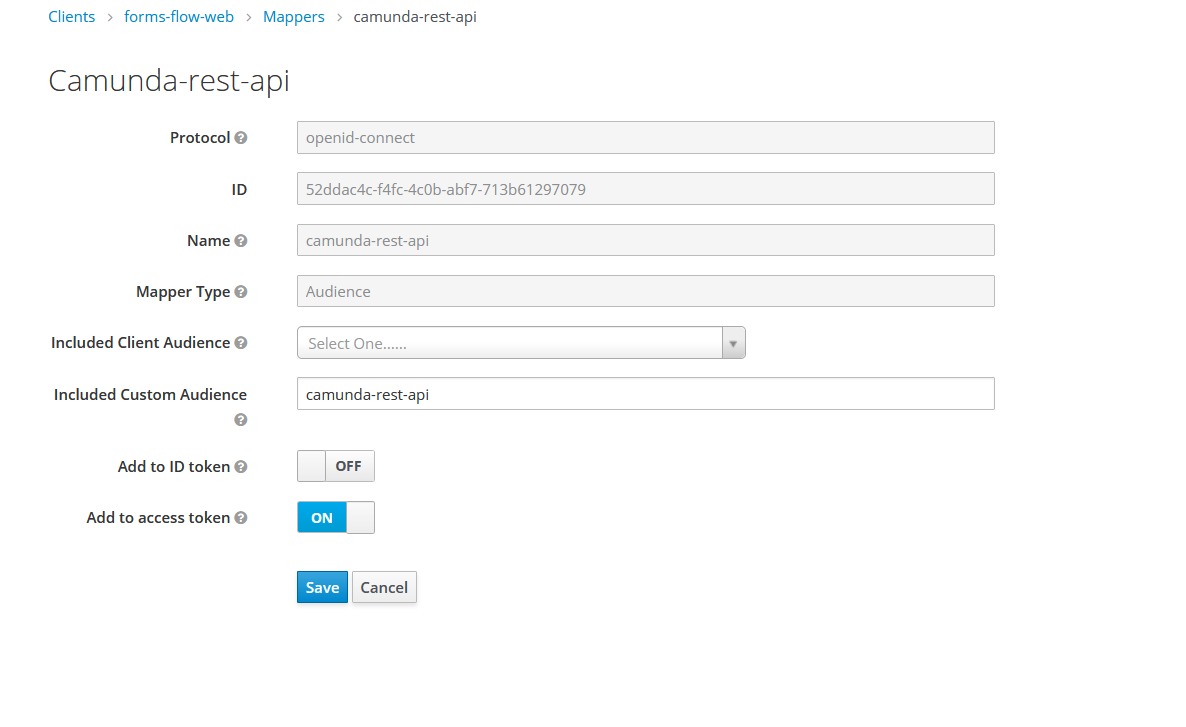 Clients > forms-flow-web > Mappers > camunda-rest-api
Camunda-rest-api
Protocol openid-connect
ID 52ddac4c-f4fc-4c0b-abf7-713b61297079
Name camunda-rest-api
Mapper Type Audience
Included Client Audience Select One......
Included Custom Audience camunda-rest-api
Add to ID token OFF
Add to access token ON
Save Cancel